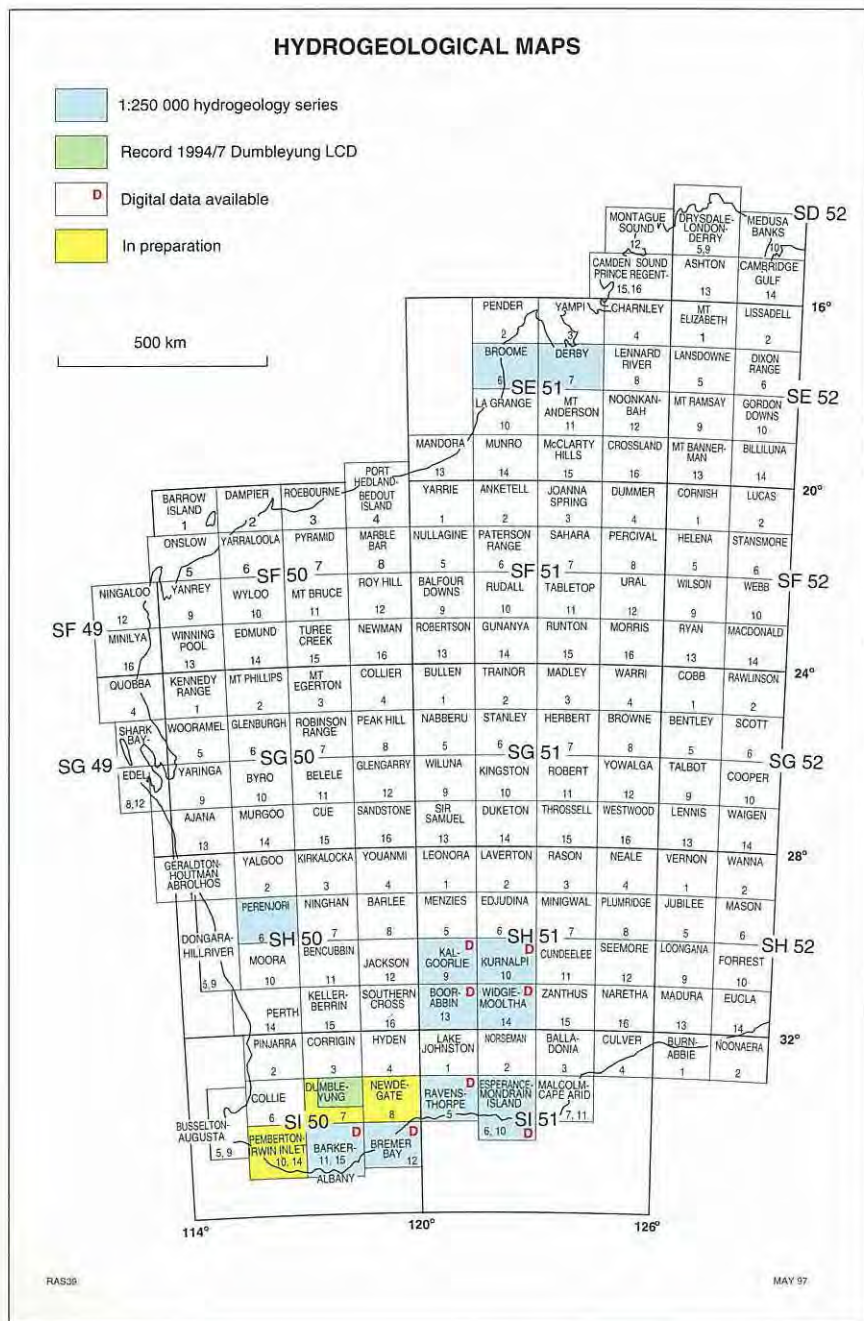 HYDROGEOLOGICAL MAPS
1:250 000 hydrogeology series
Record 1994/7 Dumbleyung LCD
D Digital data available
In preparation
500 km
MONTAGUE SOUND 12
DRYSDALE-LONDON-DERRY 5,9
MEDUSA BANKS 10
SD 52
CAMDEN SOUND PRINCE REGENT- 15,16
ASHTON 13
CAMBRIDGE GULF 14
16°
PENDER 2
YAMPI 3
CHARNLEY 4
MT ELIZABETH 1
LISSADELL 2
BROOME 6
DERBY 7
LENNARD RIVER 8
LANSDOWNE 5
DIXON RANGE 6
SE 51
SE 52
LA GRANGE 10
MT ANDERSON 11
NOONKAN-BAH 12
MT RAMSAY 9
GORDON DOWNS 10
MANDORA 13
MUNRO 14
McCLARTY HILLS 15
CROSSLAND 16
MT BANNER-MAN 13
BILLILUNA 14
20°
BARROW ISLAND 1
DAMPIER 2
ROEBOURNE 3
PORT HEDLAND-BEDOUT ISLAND 4
YARRIE 1
ANKETELL 2
JOANNA SPRING 3
DUMMER 4
CORNISH 1
LUCAS 2
ONSLOW 5
YARRALOOLA 6
PYRAMID 7
MARBLE BAR 8
NULLAGINE 5
PATERSON RANGE 6
SAHARA 7
PERCIVAL 8
HELENA 5
STANSMORE 6
SF 50
SF 51
SF 52
NINGALOO 12
YANREY 9
WYLOO 10
MT BRUCE 11
ROY HILL 12
BALFOUR DOWNS 9
RUDALL 10
TABLETOP 11
URAL 12
WILSON 9
WEBB 10
SF 49
MINILYA 16
WINNING POOL 13
EDMUND 14
TUREE CREEK 15
NEWMAN 16
ROBERTSON 13
GUNANYA 14
RUNTON 15
MORRIS 16
RYAN 13
MACDONALD 14
24°
QUOBBA 4
KENNEDY RANGE 1
MT PHILLIPS 2
MT EGERTON 3
COLLIER 4
BULLEN 1
TRAINOR 2
MADLEY 3
WARRI 4
COBB 1
RAWLINSON 2
SHARK BAY-
WOORAMEL 5
GLENBURGH 6
ROBINSON RANGE 7
PEAK HILL 8
NABBERU 5
STANLEY 6
HERBERT 7
BROWNE 8
BENTLEY 5
SCOTT 6
SG 49
SG 50
SG 51
SG 52
EDEL 8,12
YARINGA 9
BYRO 10
BELELE 11
GLENGARRY 12
WILUNA 9
KINGSTON 10
ROBERT 11
YOWALGA 12
TALBOT 9
COOPER 10
AJANA 13
MURGOO 14
CUE 15
SANDSTONE 16
SIR SAMUEL 13
DUKETON 14
THROSSELL 15
WESTWOOD 16
LENNIS 13
WAIGEN 14
28°
GERALDTON-HOUTMAN ABROLHOS 1
YALGOO 2
KIRKALOCKA 3
YOUANMI 4
LEONORA 1
LAVERTON 2
RASON 3
NEALE 4
VERNON 1
WANNA 2
PERENJORI 6
NINGHAN 7
BARLEE 8
MENZIES 5
EDJUDINA 6
MINIGWAL 7
PLUMRIDGE 8
JUBILEE 5
MASON 6
SH 50
SH 51
SH 52
DONGARA-HILLRIVER 5,9
MOORA 10
BENCUBBIN 11
JACKSON 12
KAL-GOORLIE 9 D
KURNALPI 10 D
CUNDEELEE 11
SEEMORE 12
LOONGANA 9
FORREST 10
PERTH 14
KELLER-BERRIN 15
SOUTHERN CROSS 16
BOOR-ABBIN 13 D
WIDGIE-MOOLTHA 14 D
ZANTHUS 15
NARETHA 16
MADURA 13
EUCLA 14
32°
PINJARRA 2
CORRIGIN 3
HYDEN 4
LAKE JOHNSTON 1
NORSEMAN 2
BALLA-DONIA 3
CULVER 4
BURN-ABBIE 1
NOONAERA 2
COLLIE 6
DUMBLE-YUNG 7
NEWDE-GATE 8
RAVENS-THORPE 5 D
ESPERANCE-MONDRAIN ISLAND 6, 10 D
MALCOLM-CAPE ARID 7, 11
SI 50
SI 51
BUSSELTON-AUGUSTA 5, 9
PEMBERTON-IRWIN INLET 10, 14
BARKER- 11, 15 D
ALBANY
BREMER BAY 12 D
114°
120°
126°
RAS39
MAY 97